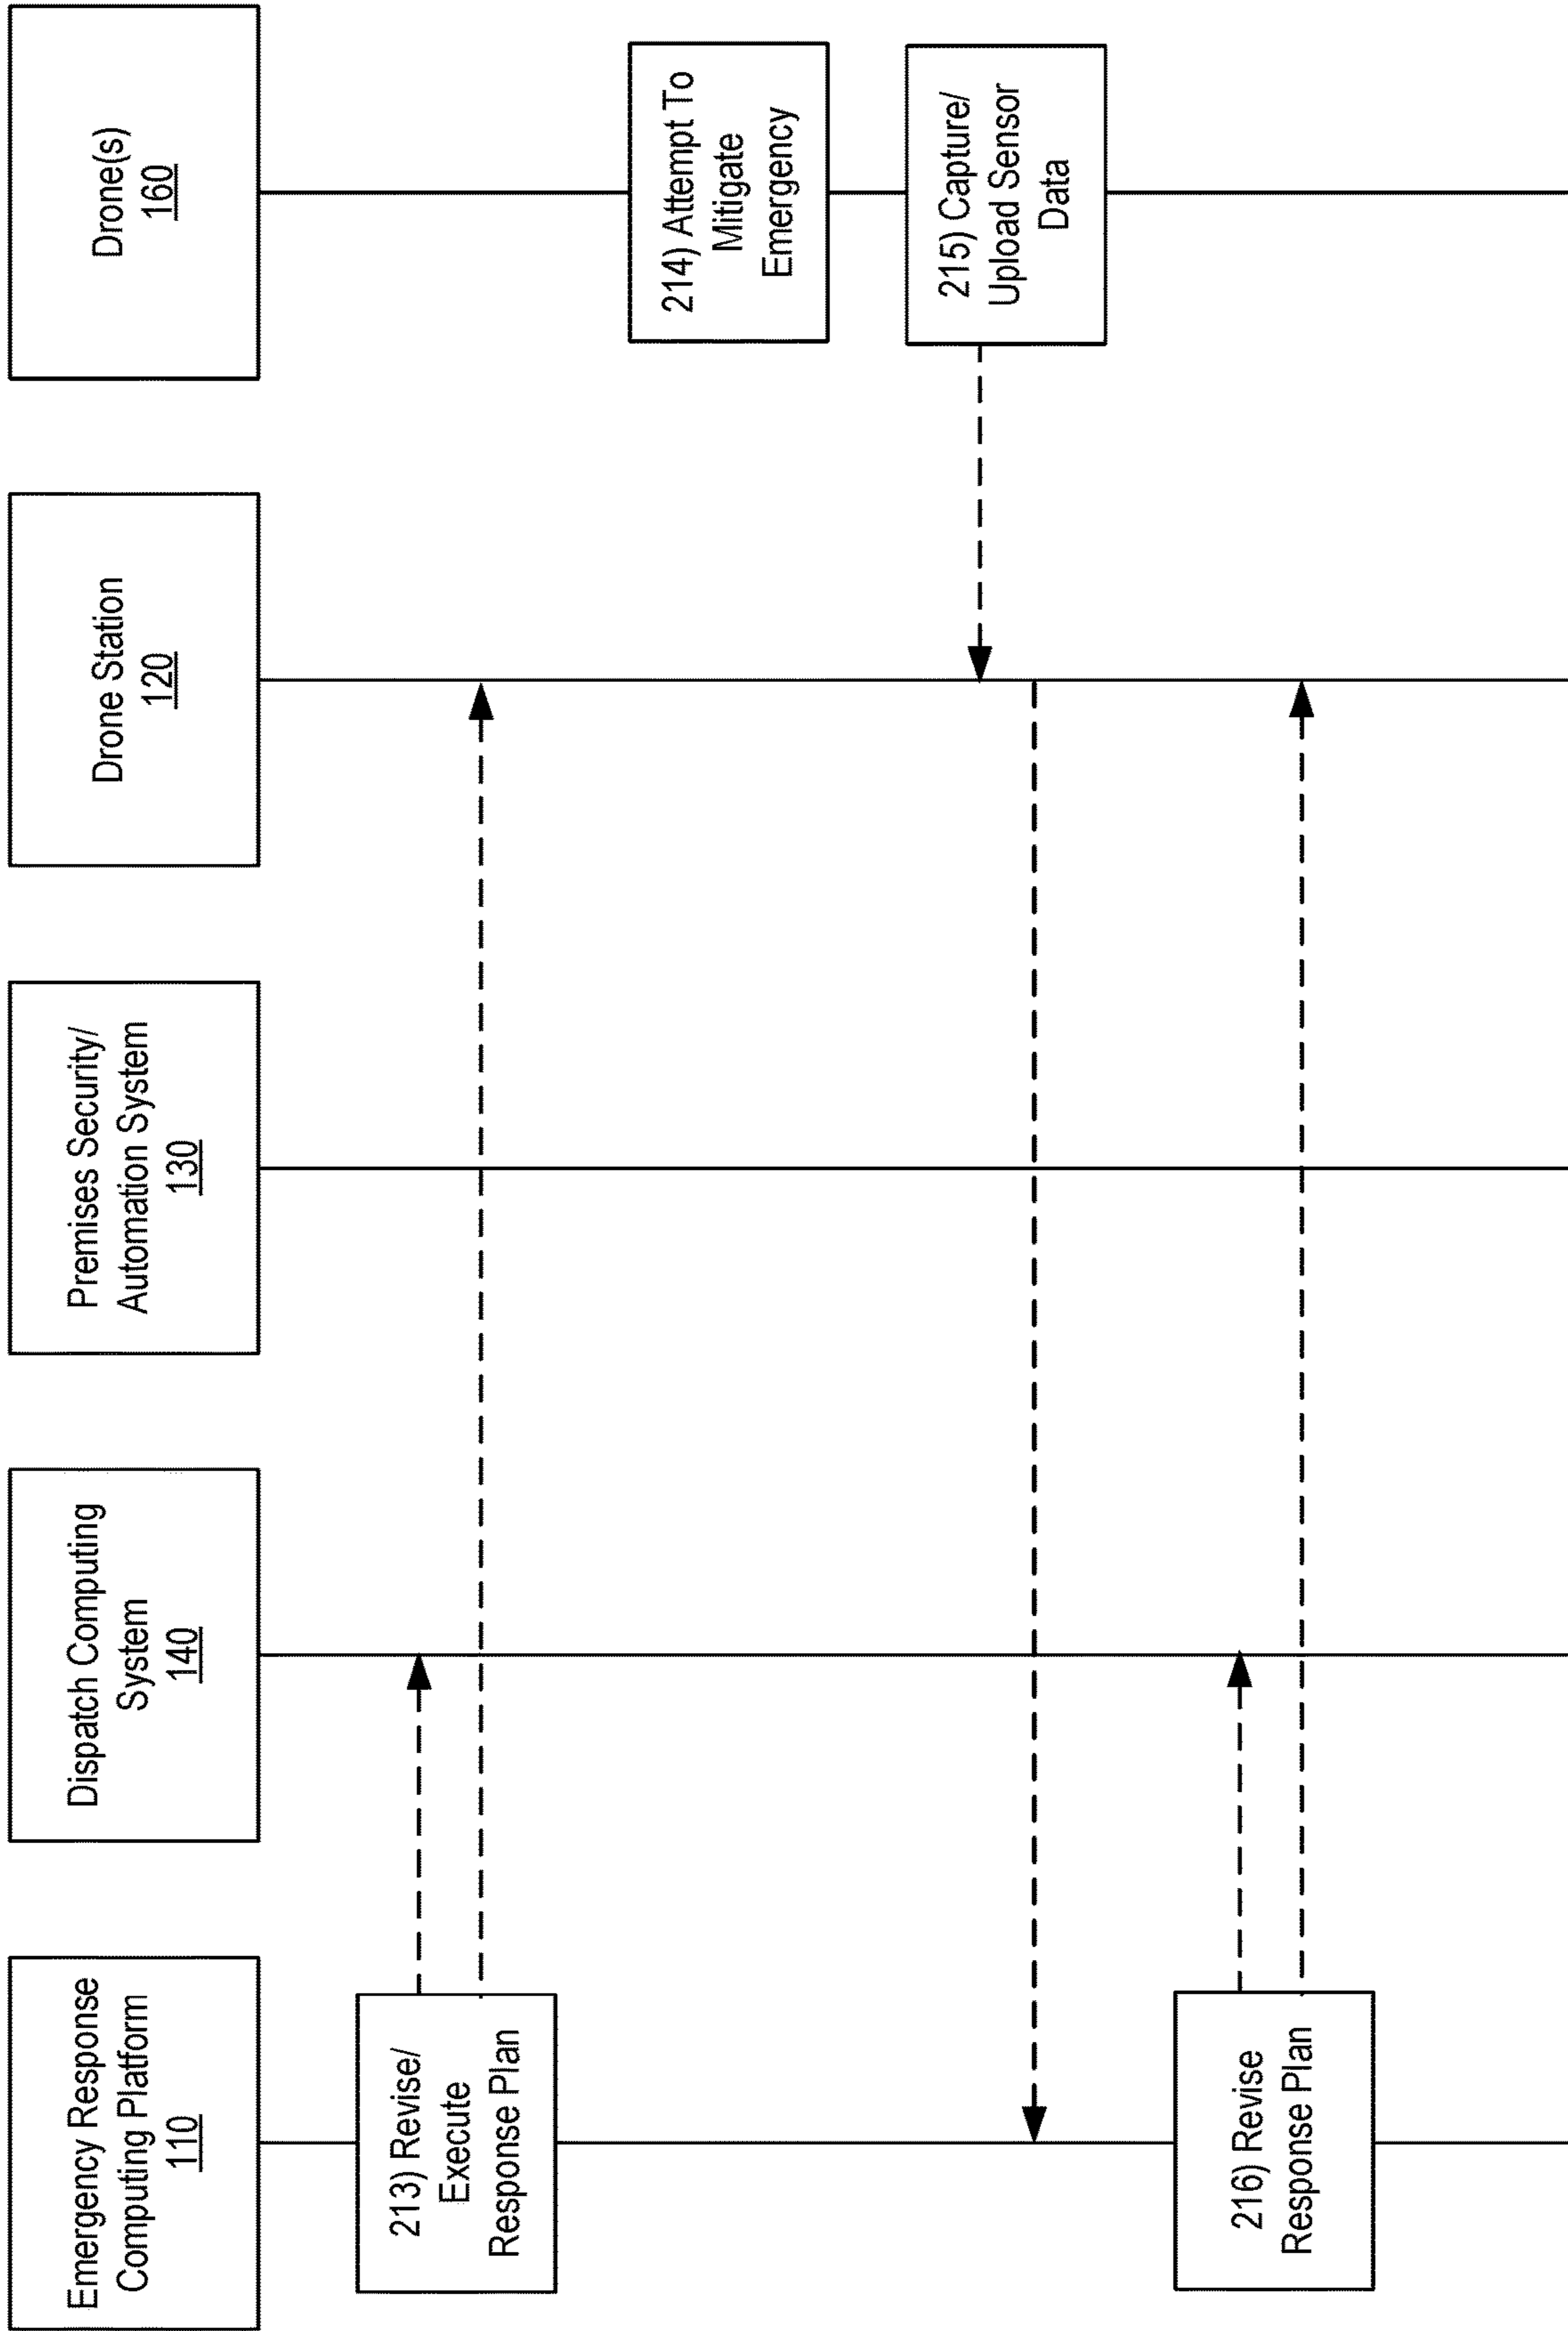 Emergency Response
Computing Platform
110
Dispatch Computing
System
140
Premises Security/
Automation System
130
Drone Station
120
Drone(s)
160
213) Revise/
Execute
Response Plan
214) Attempt To
Mitigate
Emergency
215) Capture/
Upload Sensor
Data
216) Revise
Response Plan